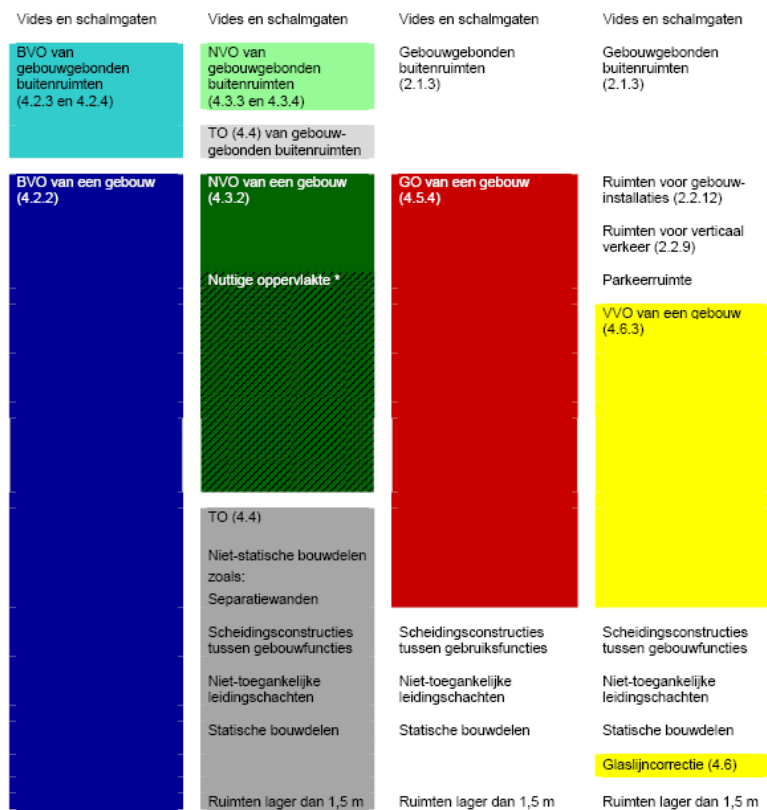 Vides en schalmgaten
BVO van
gebouwgebonden
buitenruimten
(4.2.3 en 4.2.4)
BVO van een gebouw
(4.2.2)
Vides en schalmgaten
NVO van
gebouwgebonden
buitenruimten
(4.3.3 en 4.3.4)
TO (4.4) van gebouw-
gebonden buitenruimten
NVO van een gebouw
(4.3.2)
Nuttige oppervlakte *
TO (4.4)
Niet-statische bouwdelen
zoals:
Separatiewanden
Scheidingsconstructies
tussen gebouwfuncties
Niet-toegankelijke
leidingschachten
Statische bouwdelen
Ruimten lager dan 1,5 m
Vides en schalmgaten
Gebouwgebonden
buitenruimten
(2.1.3)
GO van een gebouw
(4.5.4)
Scheidingsconstructies
tussen gebruiksfuncties
Niet-toegankelijke
leidingschachten
Statische bouwdelen
Ruimten lager dan 1,5 m
Vides en schalmgaten
Gebouwgebonden
buitenruimten
(2.1.3)
Ruimten voor gebouw-
installaties (2.2.12)
Ruimten voor verticaal
verkeer (2.2.9)
Parkeerruimte
VVO van een gebouw
(4.6.3)
Scheidingsconstructies
tussen gebouwfuncties
Niet-toegankelijke
leidingschachten
Statische bouwdelen
Glaslijncorrectie (4.6)
Ruimten lager dan 1,5 m